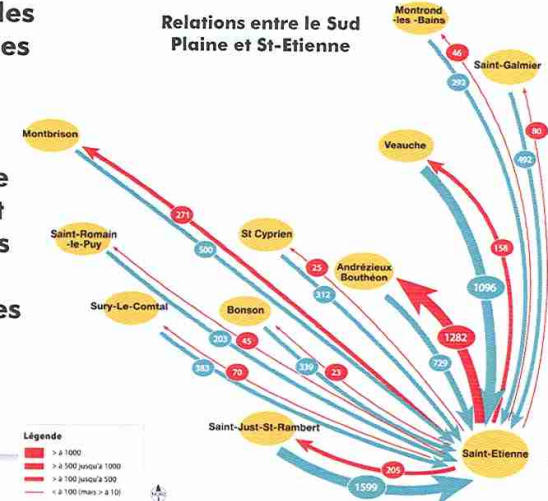 les
es
e
t
s
es
Relations entre le Sud
Plaine et St-Etienne
Montrond
-les -Bains
46
292
Saint-Galmier
80
492
Veauche
158
1096
Montbrison
271
500
Saint-Romain
-le-Puy
203
45
St Cyprien
25
312
Andrézieux
Bouthéon
1282
729
Sury-Le-Comtal
383
70
Bonson
339
23
Saint-Just-St-Rambert
205
1599
Saint-Etienne
Légende
> à 1000
> à 500 jusqu'à 1000
> à 100 jusqu'à 500
< à 100 (mais > à 10)